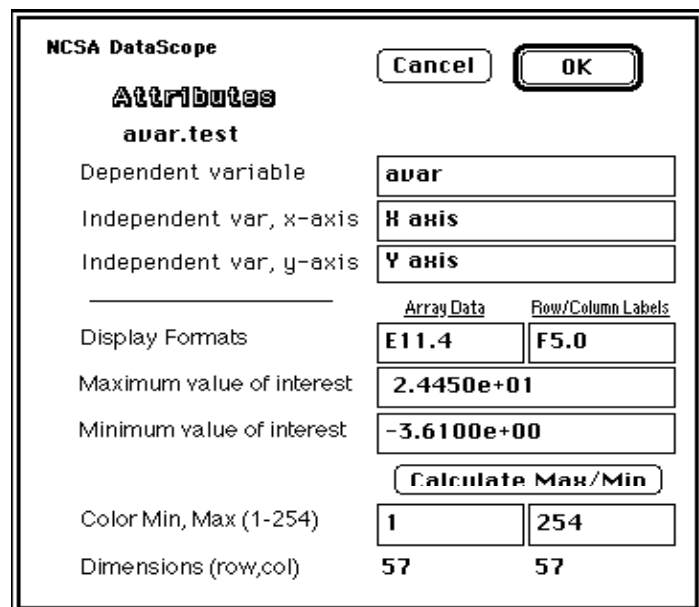 NCSA DataScope
Cancel OK
Attributes
avar.test
Dependent variable avar
Independent var, x-axis X axis
Independent var, y-axis Y axis
Array Data Row/Column Labels
Display Formats E11.4 F5.0
Maximum value of interest 2.4450e+01
Minimum value of interest -3.6100e+00
Calculate Max/Min
Color Min, Max (1-254) 1 254
Dimensions (row,col) 57 57